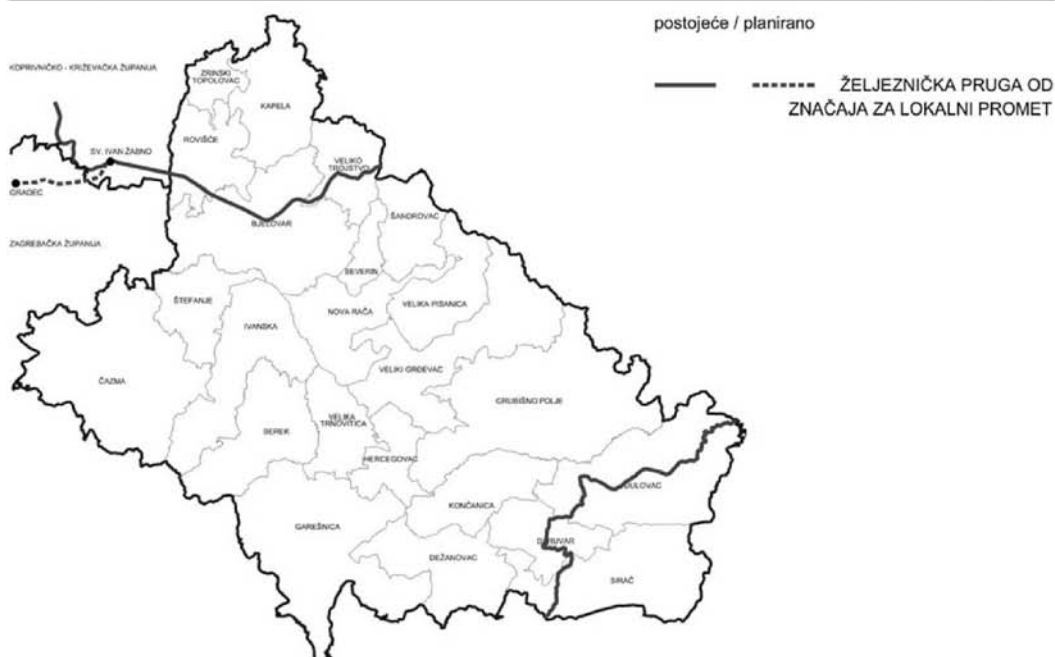 postojeće / planirano
ŽELJEZNIČKA PRUGA OD
ZNAČAJA ZA LOKALNI PROMET
KOPRIVNIČKO - KRIŽEVAČKA ŽUPANIJA
ZRINSKI
TOPOLOVAC
KAPELA
ROVIŠĆE
SV. IVAN ŽABNO
VELIKO
TROJSTVO
GRADEC
BJELOVAR
ŠANDROVAC
ZAGREBAČKA ŽUPANIJA
SEVERIN
ŠTEFANJE
NOVA RAČA
VELIKA PISANICA
IVANSKA
VELIKI GRĐEVAC
ČAZMA
GRUBIŠNO POLJE
VELIKA
TRNOVITICA
BEREK
HERCEGOVAC
ĐULOVAC
KONČANICA
GAREŠNICA
DARUVAR
DEŽANOVAC
SIRAČ